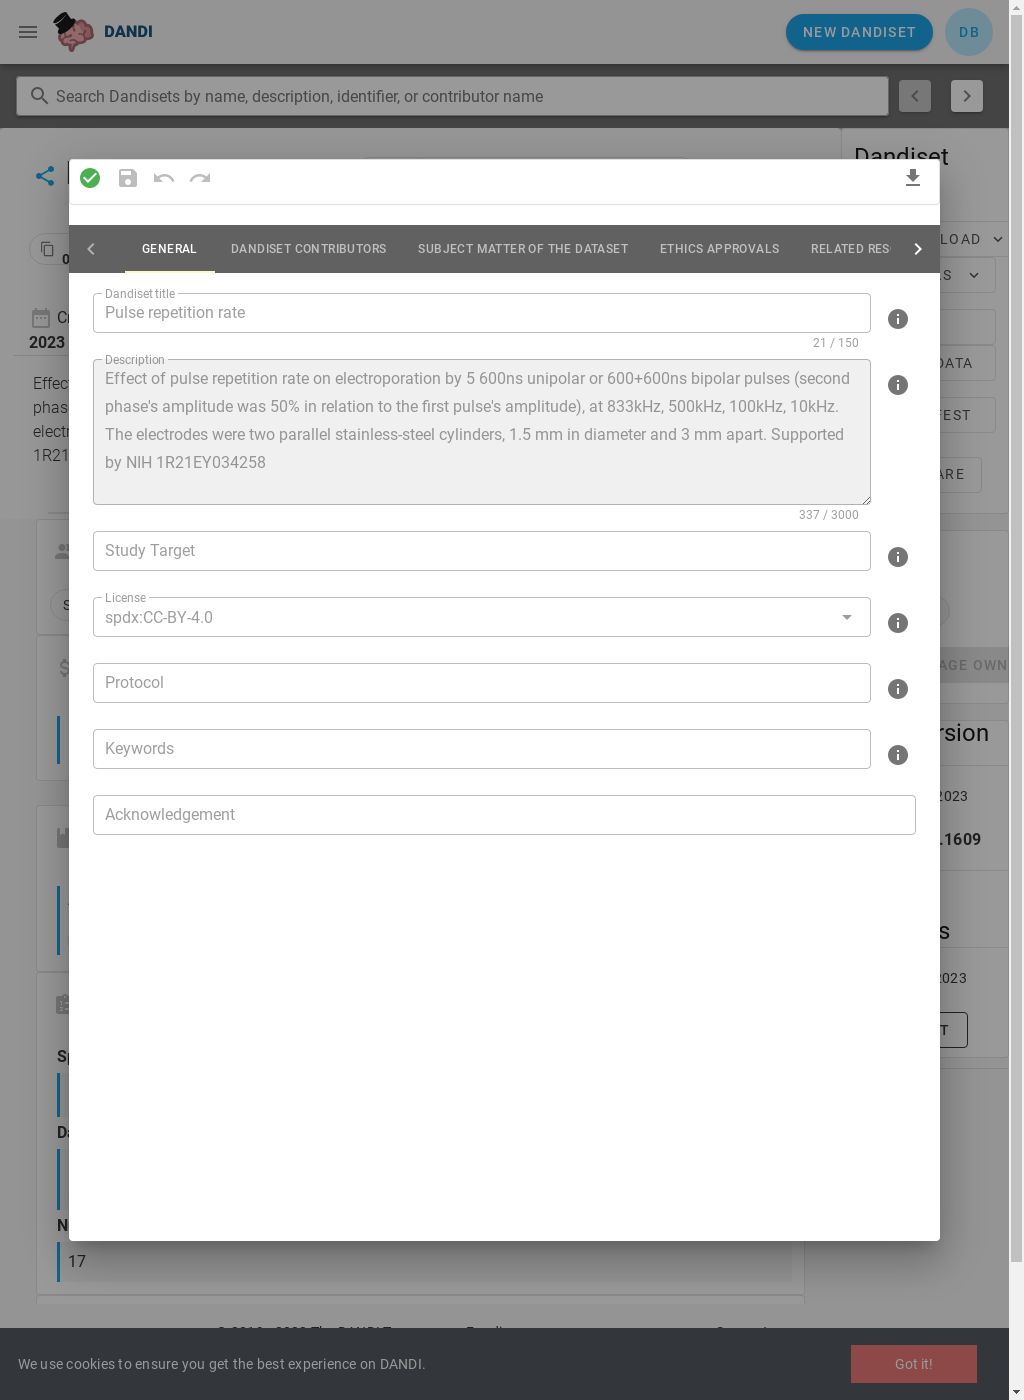 DANDI
NEW DANDISET
DB
Search Dandisets by name, description, identifier, or contributor name
Dandiset
LOAD
0
S
Cr
2023
DATA
Effect
phas
electr
1R21
GENERAL
DANDISET CONTRIBUTORS
SUBJECT MATTER OF THE DATASET
ETHICS APPROVALS
RELATED RES
Dandiset title
Pulse repetition rate
21 / 150
Description
Effect of pulse repetition rate on electroporation by 5 600ns unipolar or 600+600ns bipolar pulses (second
phase's amplitude was 50% in relation to the first pulse's amplitude), at 833kHz, 500kHz, 100kHz, 10kHz.
The electrodes were two parallel stainless-steel cylinders, 1.5 mm in diameter and 3 mm apart. Supported
by NIH 1R21EY034258
337 / 3000
Study Target
License
spdx:CC-BY-4.0
Protocol
Keywords
Acknowledgement
ARE
S
AGE OWN
rsion
2023
.1609
s
2023
T
Sp
Da
N
17
We use cookies to ensure you get the best experience on DANDI.
Got it!